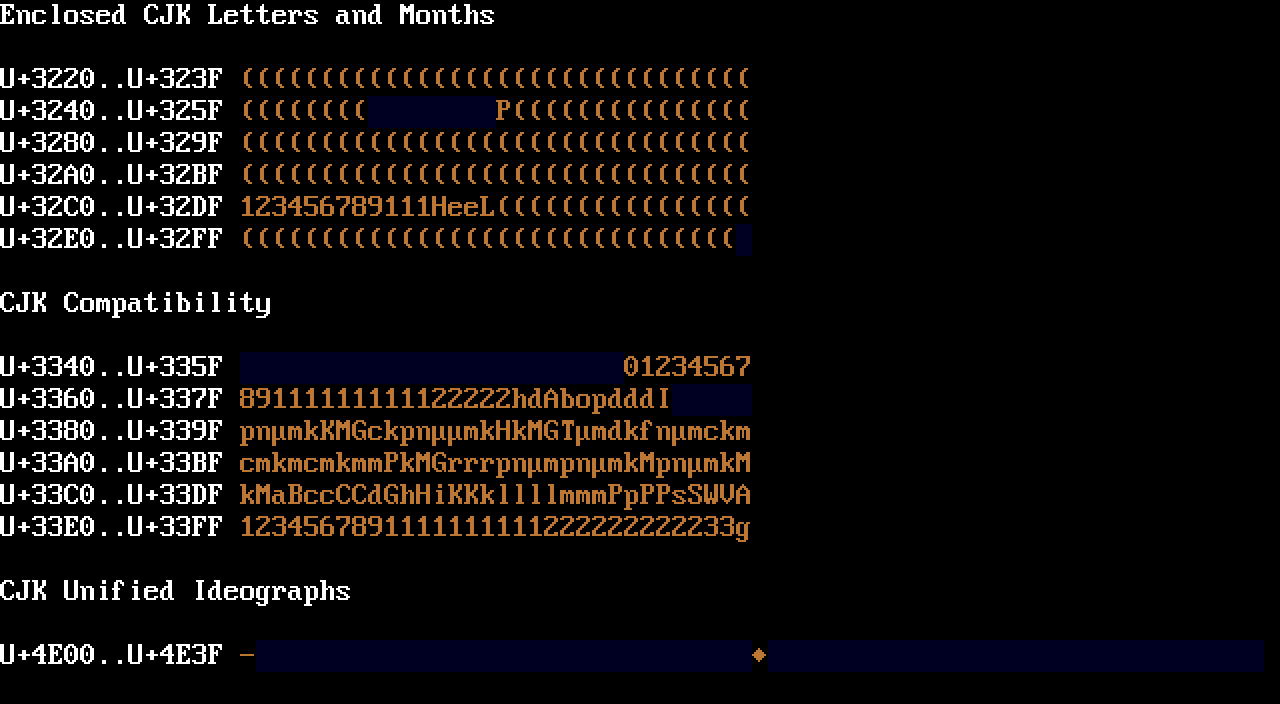 Enclosed CJK Letters and Months
U+3220..U+323F ((((((((((((((((((((((((((((((((
U+3240..U+325F ((((((((        P(((((((((((((((
U+3280..U+329F ((((((((((((((((((((((((((((((((
U+32A0..U+32BF ((((((((((((((((((((((((((((((((
U+32C0..U+32DF 123456789111HeeL((((((((((((((((
U+32E0..U+32FF (((((((((((((((((((((((((((((((
CJK Compatibility
U+3340..U+335F                         01234567
U+3360..U+337F 89111111111122222hdAbopdddI
U+3380..U+339F pnµmkKMGckpnµµmkHkMGTµmdkfnµmckm
U+33A0..U+33BF cmkmcmkmmPkMGrrrpnµmpnµmkMpnµmkM
U+33C0..U+33DF kMaBccCCdGhHiKKkllllmmmPpPPsSWVA
U+33E0..U+33FF 1234567891111111111222222222233g
CJK Unified Ideographs
U+4E00..U+4E3F ─                               ◆